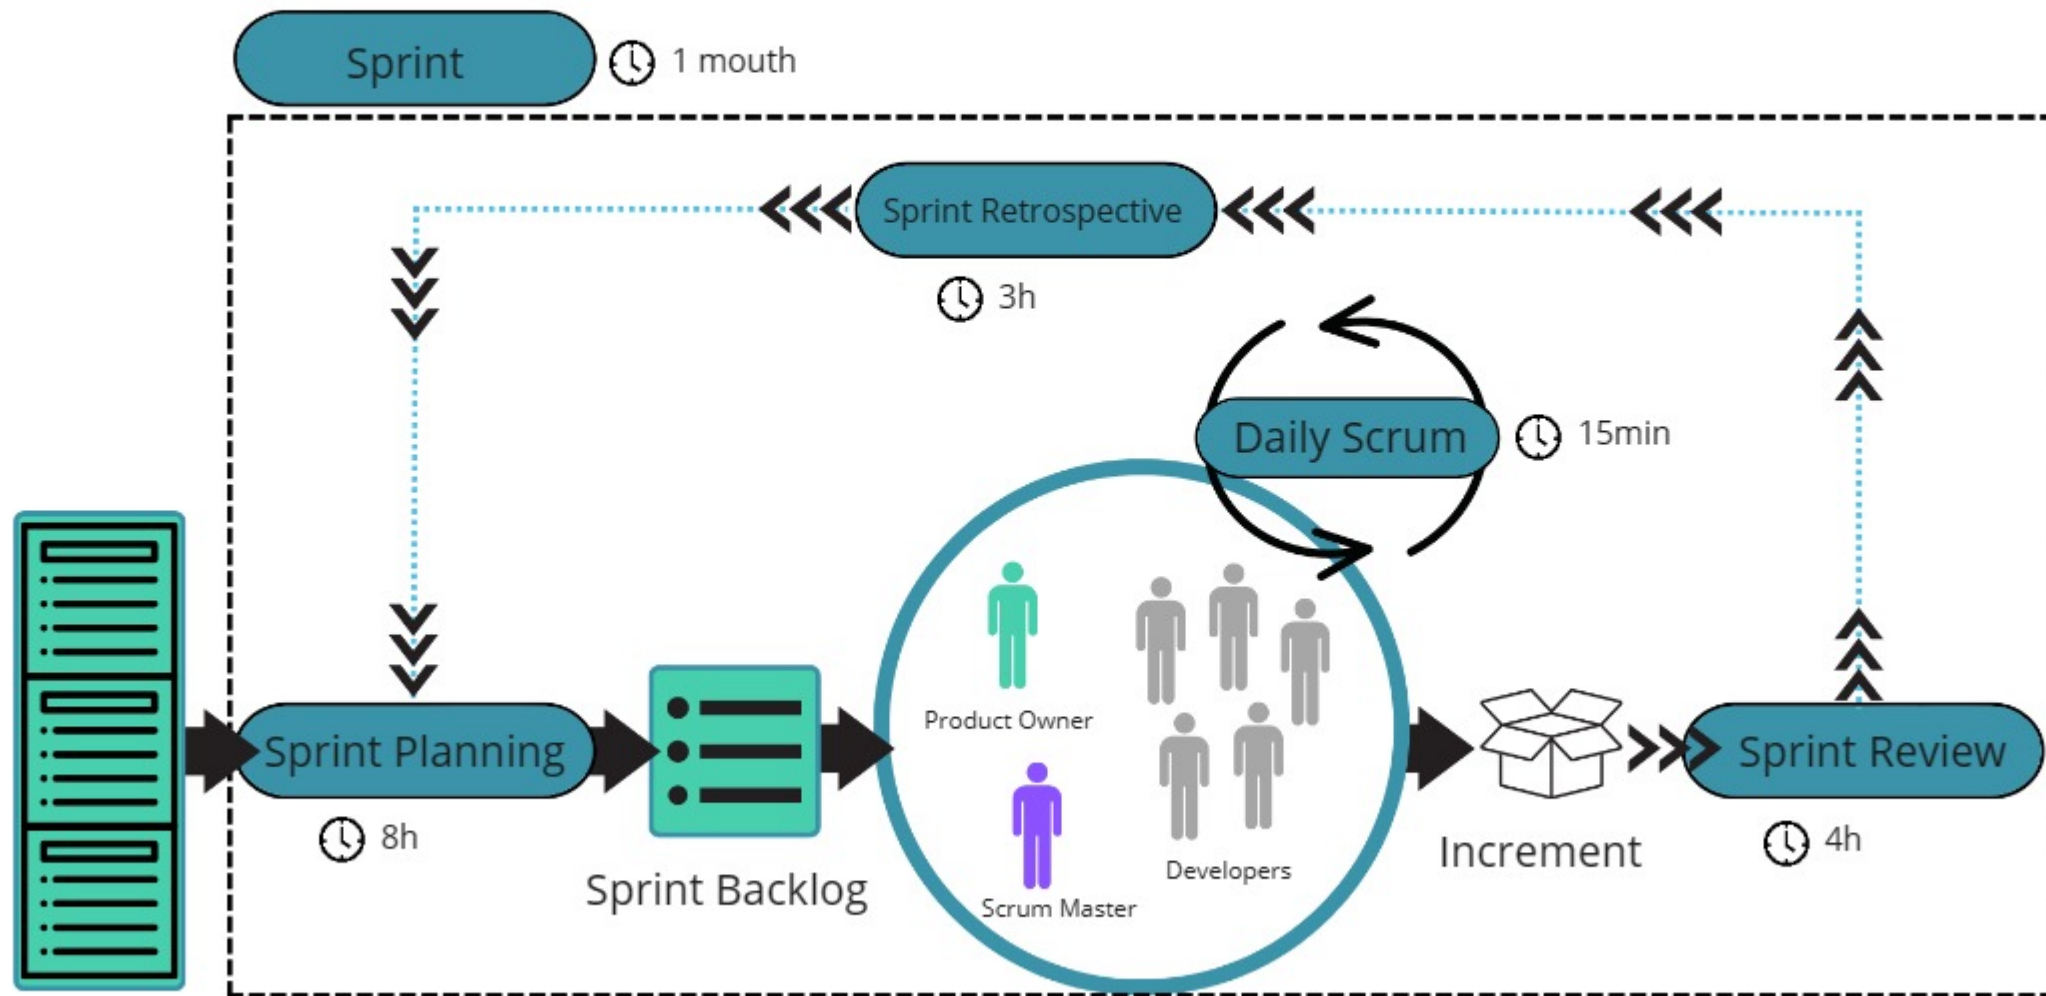 Sprint
1 mouth
Sprint Retrospective
3h
Daily Scrum
15min
Sprint Planning
8h
Sprint Backlog
Product Owner
Scrum Master
Developers
Increment
Sprint Review
4h